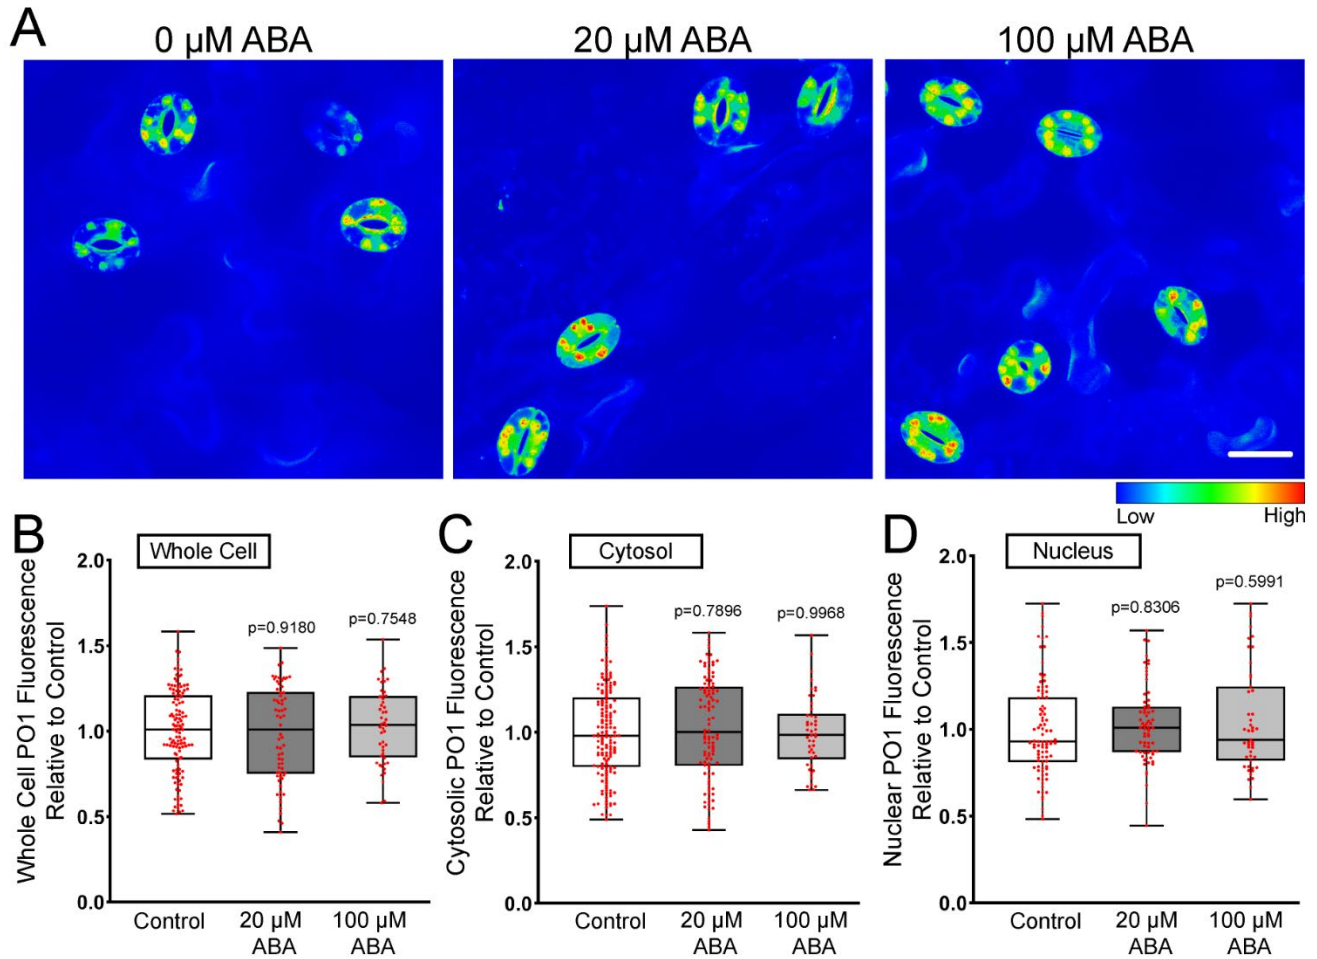 A
0 µM ABA
20 µM ABA
100 µM ABA
Low
High
B
Whole Cell
Whole Cell PO1 Fluorescence
Relative to Control
2.0
1.5
1.0
0.5
0.0
p=0.9180
p=0.7548
Control
20 µM
ABA
100 µM
ABA
C
Cytosol
Cytosolic PO1 Fluorescence
Relative to Control
2.0
1.5
1.0
0.5
0.0
p=0.7896
p=0.9968
Control
20 µM
ABA
100 µM
ABA
D
Nucleus
Nuclear PO1 Fluorescence
Relative to Control
2.0
1.5
1.0
0.5
0.0
p=0.8306
p=0.5991
Control
20 µM
ABA
100 µM
ABA